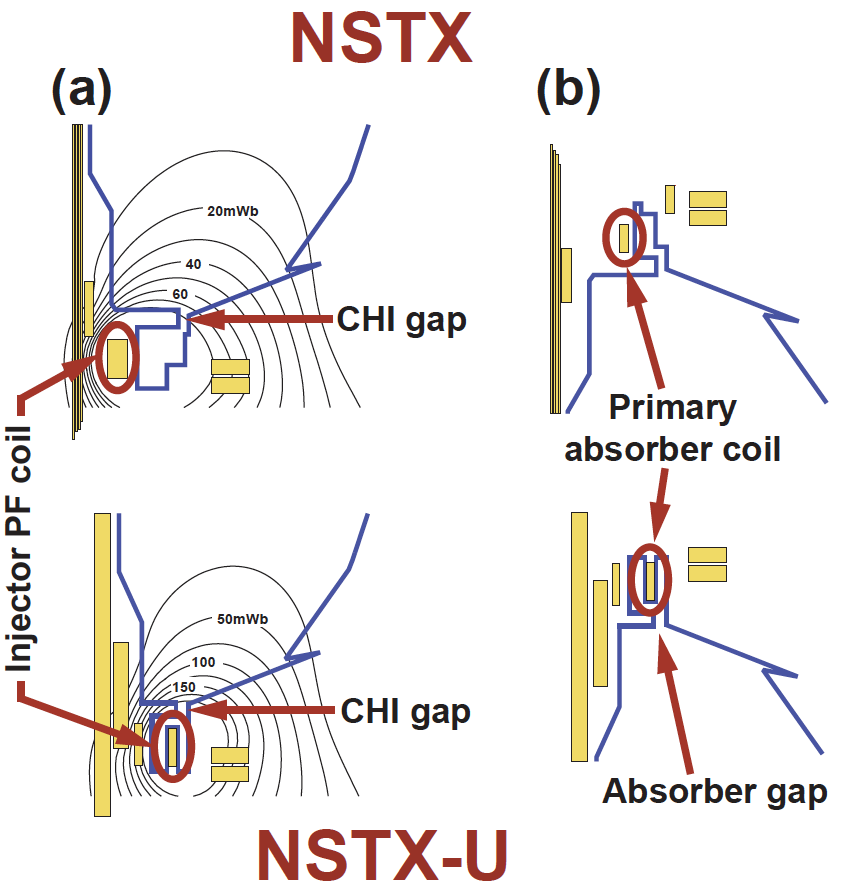 NSTX
(a)
(b)
20mWb
40
60
CHI gap
Injector PF coil
Primary
absorber coil
50mWb
100
150
CHI gap
Absorber gap
NSTX-U